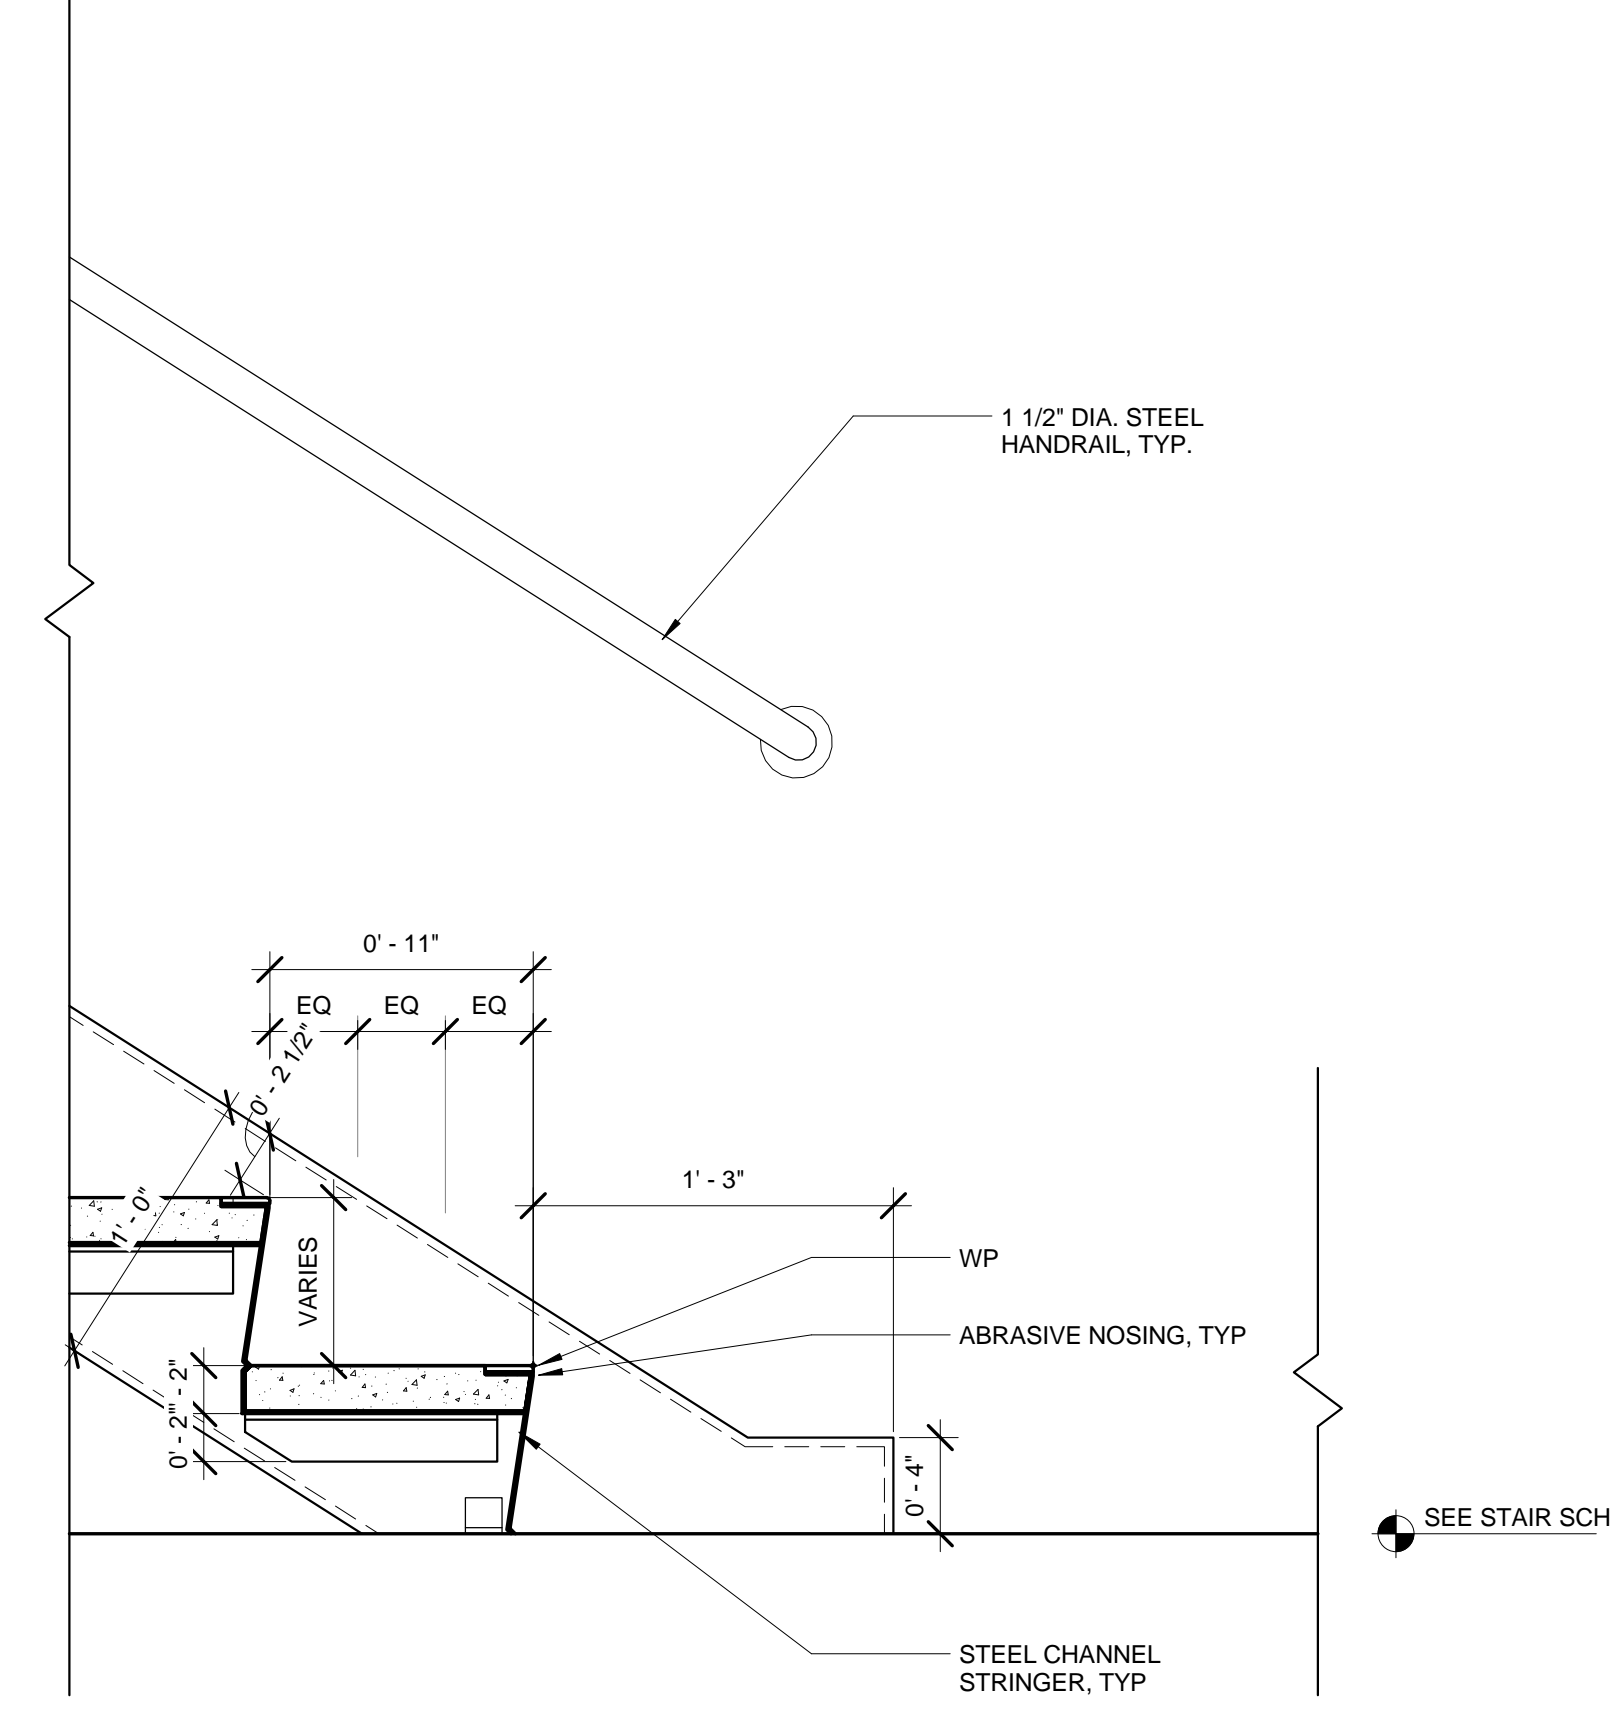 1 1/2" DIA. STEEL
HANDRAIL, TYP.
0' - 11"
EQ EQ EQ
0' - 2 1/2"
1' - 3"
1' - 0"
VARIES
WP
ABRASIVE NOSING, TYP
0' - 2"
0' - 2"
0' - 4"
SEE STAIR SCH
STEEL CHANNEL
STRINGER, TYP